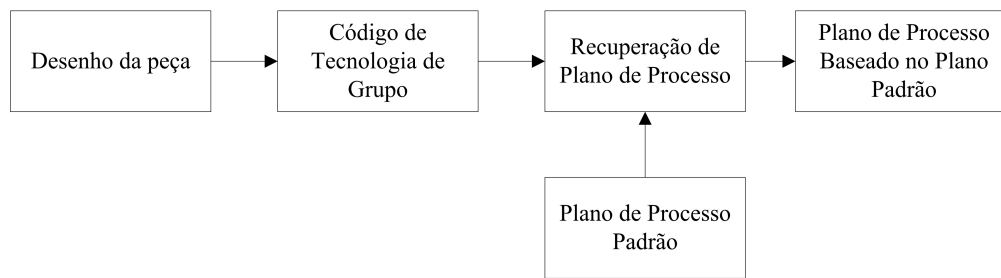 Desenho da peça
Código de
Tecnologia de
Grupo
Recuperação de
Plano de Processo
Plano de Processo
Baseado no Plano
Padrão
Plano de Processo
Padrão